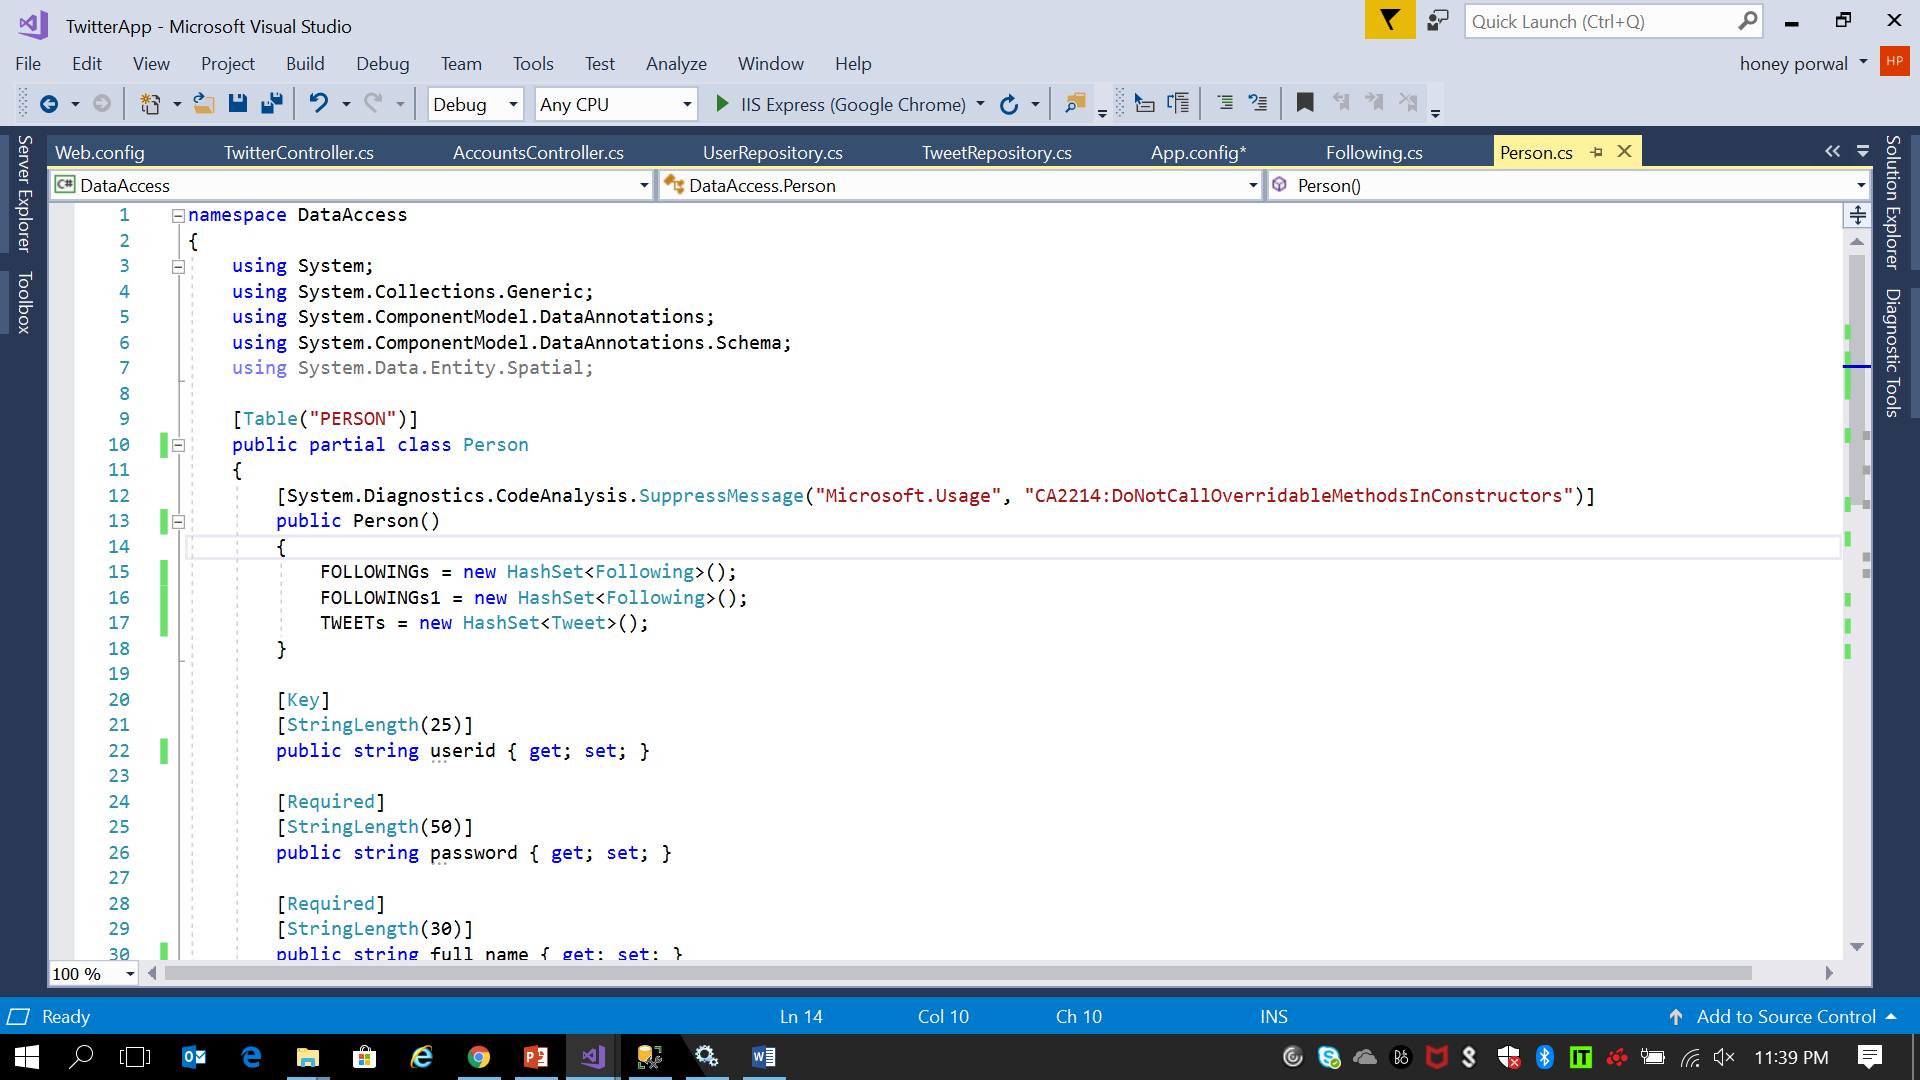 TwitterApp - Microsoft Visual Studio
Quick Launch (Ctrl+Q)
File Edit View Project Build Debug Team Tools Test Analyze Window Help
honey porwal
HP
Debug
Any CPU
IIS Express (Google Chrome)
Server Explorer
Toolbox
Web.config TwitterController.cs AccountsController.cs UserRepository.cs TweetRepository.cs App.config* Following.cs Person.cs
C# DataAccess
DataAccess.Person
Person()
1 namespace DataAccess
2 {
3 using System;
4 using System.Collections.Generic;
5 using System.ComponentModel.DataAnnotations;
6 using System.ComponentModel.DataAnnotations.Schema;
7 using System.Data.Entity.Spatial;
8
9 [Table("PERSON")]
10 public partial class Person
11 {
12 [System.Diagnostics.CodeAnalysis.SuppressMessage("Microsoft.Usage", "CA2214:DoNotCallOverridableMethodsInConstructors")]
13 public Person()
14 {
15 FOLLOWINGs = new HashSet<Following>();
16 FOLLOWINGs1 = new HashSet<Following>();
17 TWEETs = new HashSet<Tweet>();
18 }
19
20 [Key]
21 [StringLength(25)]
22 public string userid { get; set; }
23
24 [Required]
25 [StringLength(50)]
26 public string password { get; set; }
27
28 [Required]
29 [StringLength(30)]
30 public string full name { get; set; }
Solution Explorer
Diagnostic Tools
100 %
Ready
Ln 14
Col 10
Ch 10
INS
Add to Source Control
11:39 PM